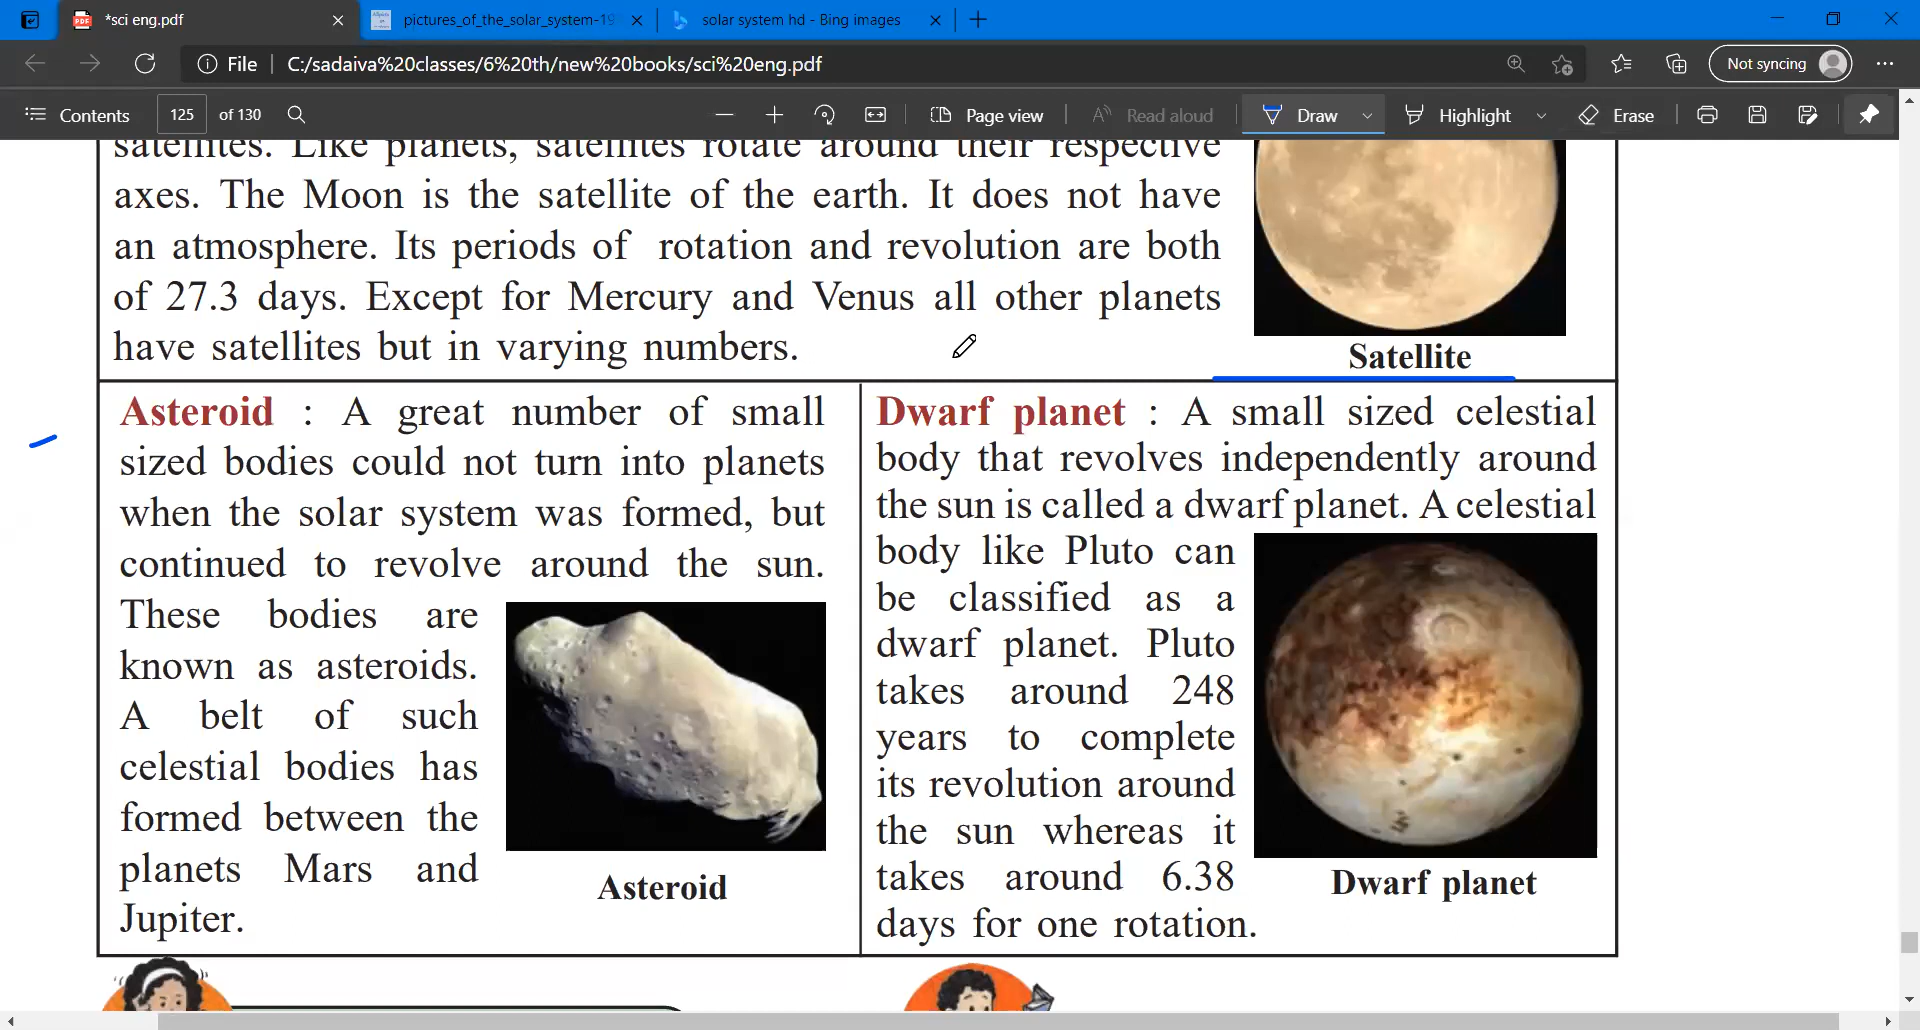 *sci eng.pdf
pictures_of_the_solar_system-19
solar system hd - Bing images
File
C:/sadaiva%20classes/6%20th/new%20books/sci%20eng.pdf
Not syncing
Contents
125
of 130
Page view
Read aloud
Draw
Highlight
Erase
satellites. Like planets, satellites rotate around their respective
axes. The Moon is the satellite of the earth. It does not have
an atmosphere. Its periods of rotation and revolution are both
of 27.3 days. Except for Mercury and Venus all other planets
have satellites but in varying numbers.
Satellite
Asteroid : A great number of small
sized bodies could not turn into planets
when the solar system was formed, but
continued to revolve around the sun.
These bodies are
known as asteroids.
A belt of such
celestial bodies has
formed between the
planets Mars and
Jupiter.
Asteroid
Dwarf planet : A small sized celestial
body that revolves independently around
the sun is called a dwarf planet. A celestial
body like Pluto can
be classified as a
dwarf planet. Pluto
takes around 248
years to complete
its revolution around
the sun whereas it
takes around 6.38
days for one rotation.
Dwarf planet